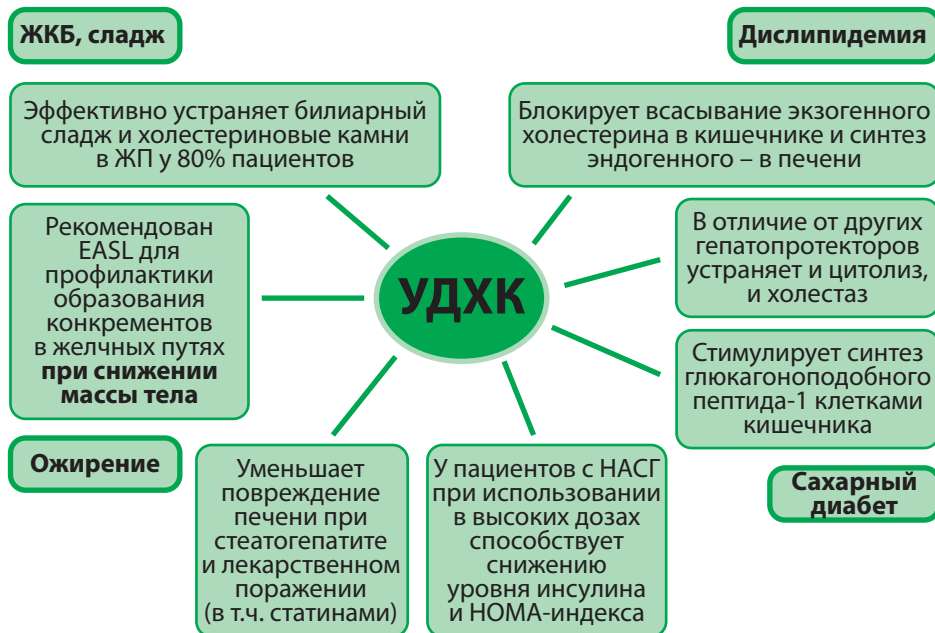 ЖКБ, сладж
Дислипидемия
Эффективно устраняет билиарный
сладж и холестериновые камни
в ЖП у 80% пациентов
Блокирует всасывание экзогенного
холестерина в кишечнике и синтез
эндогенного – в печени
Рекомендован
EASL для
профилактики
образования
конкрементов
в желчных путях
при снижении
массы тела
УДХК
В отличие от других
гепатопротекторов
устраняет и цитолиз,
и холестаз
Стимулирует синтез
глюкагоноподобного
пептида-1 клетками
кишечника
Ожирение
Уменьшает
повреждение
печени при
стеатогепатите
и лекарственном
поражении
(в т.ч. статинами)
У пациентов с НАСГ
при использовании
в высоких дозах
способствует
снижению
уровня инсулина
и HOMA-индекса
Сахарный
диабет